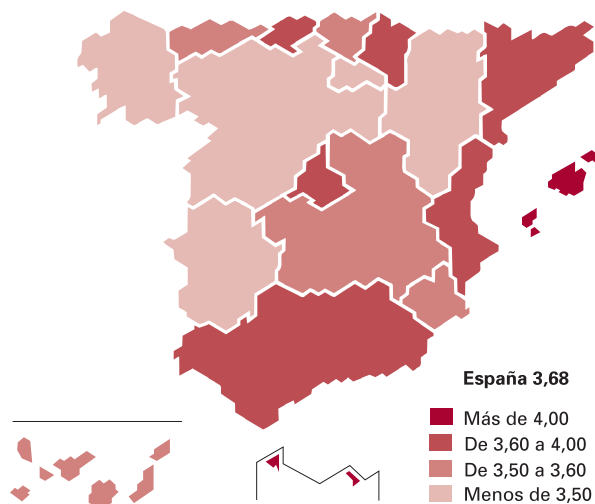 España 3,68
Más de 4,00
De 3,60 a 4,00
De 3,50 a 3,60
Menos de 3,50